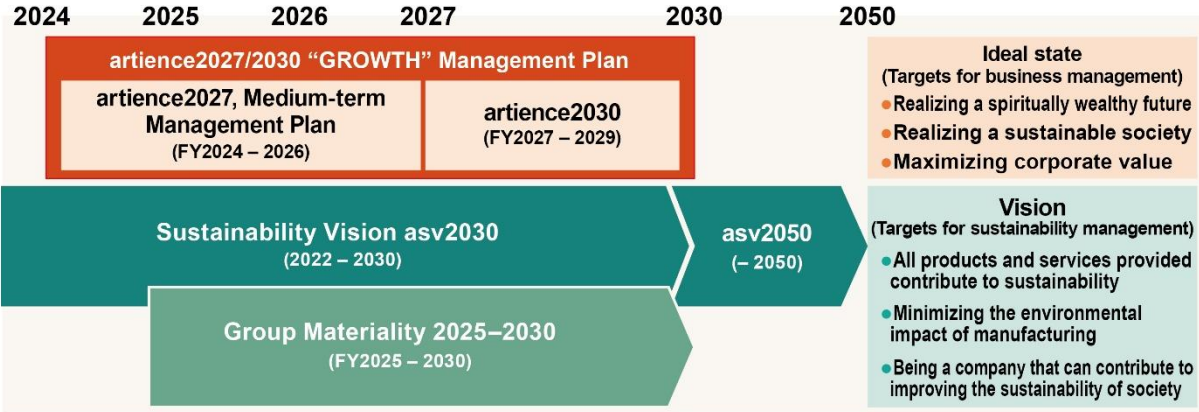 2024 2025 2026 2027 2030 2050
artience2027/2030 “GROWTH” Management Plan
artience2027, Medium-term
Management Plan
(FY2024 – 2026)
artience2030
(FY2027 – 2029)
Ideal state
(Targets for business management)
●Realizing a spiritually wealthy future
●Realizing a sustainable society
●Maximizing corporate value
Sustainability Vision asv2030
(2022 – 2030)
asv2050
(– 2050)
Group Materiality 2025–2030
(FY2025 – 2030)
Vision
(Targets for sustainability management)
●All products and services provided
contribute to sustainability
●Minimizing the environmental
impact of manufacturing
●Being a company that can contribute to
improving the sustainability of society